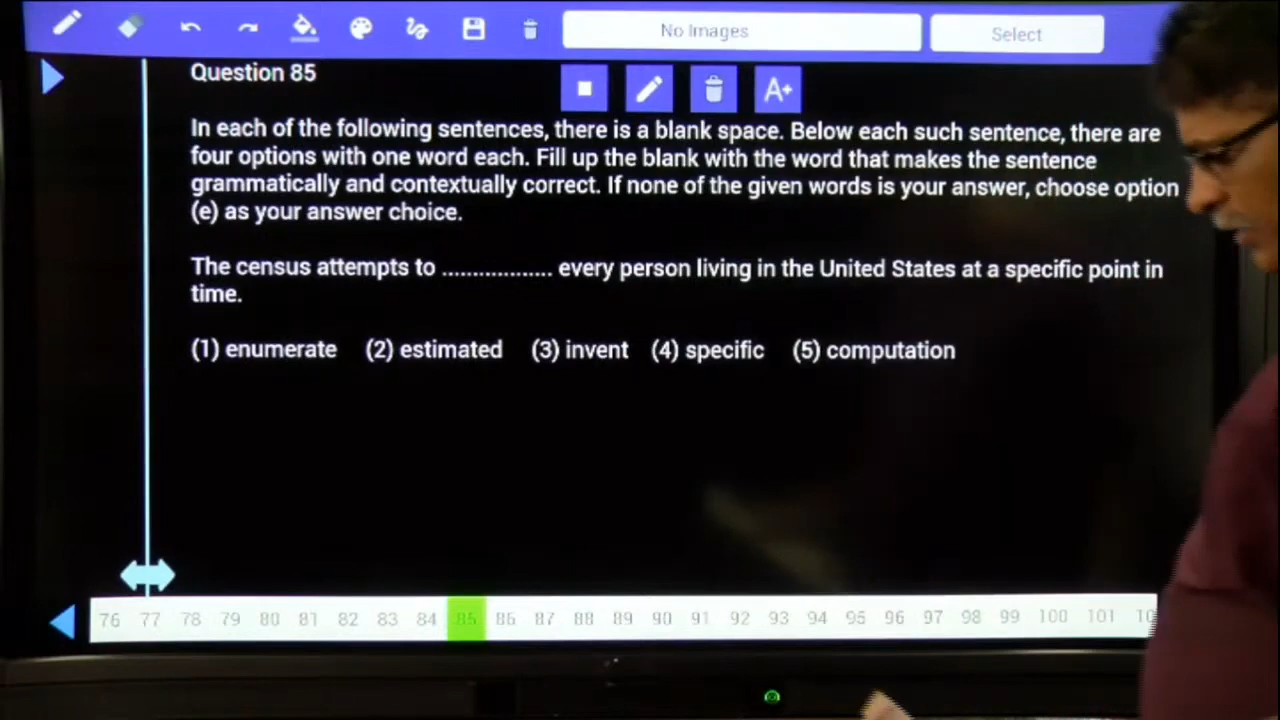 No Images
Select
Question 85
A+
In each of the following sentences, there is a blank space. Below each such sentence, there are
four options with one word each. Fill up the blank with the word that makes the sentence
grammatically and contextually correct. If none of the given words is your answer, choose option
(e) as your answer choice.
The census attempts to .................. every person living in the United States at a specific point in
time.
(1) enumerate (2) estimated (3) invent (4) specific (5) computation
76 77 78 79 80 81 82 83 84 85 86 87 88 89 90 91 92 93 94 95 96 97 98 99 100 101